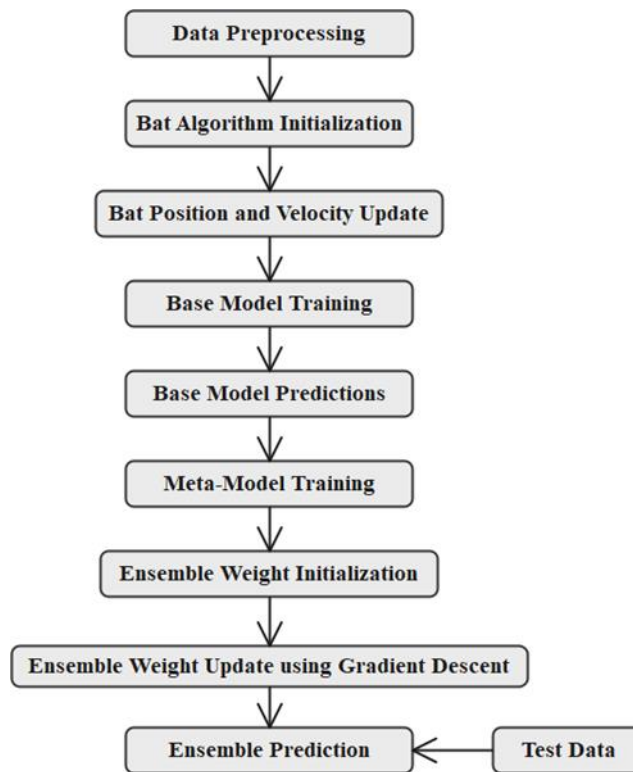 Data Preprocessing
Bat Algorithm Initialization
Bat Position and Velocity Update
Base Model Training
Base Model Predictions
Meta-Model Training
Ensemble Weight Initialization
Ensemble Weight Update using Gradient Descent
Ensemble Prediction
Test Data